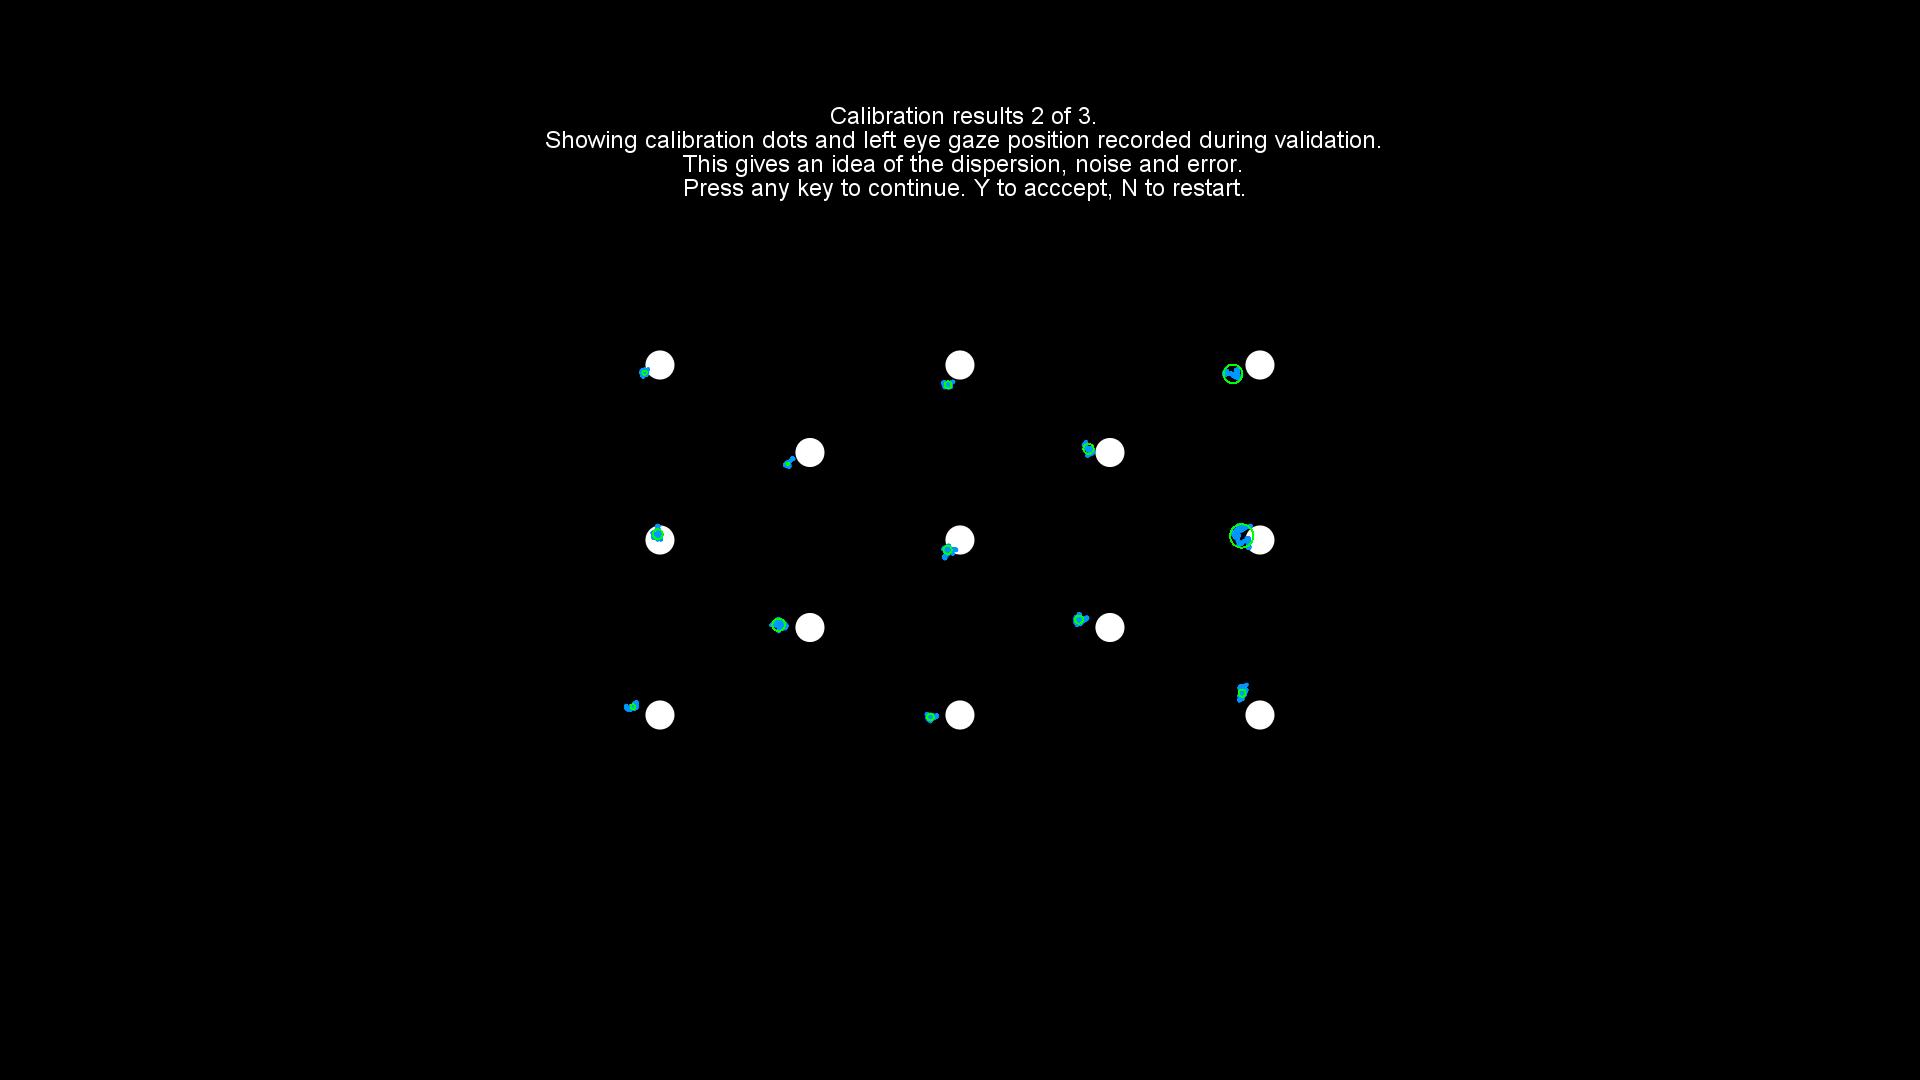 Calibration results 2 of 3.
Showing calibration dots and left eye gaze position recorded during validation.
This gives an idea of the dispersion, noise and error.
Press any key to continue. Y to acccept, N to restart.